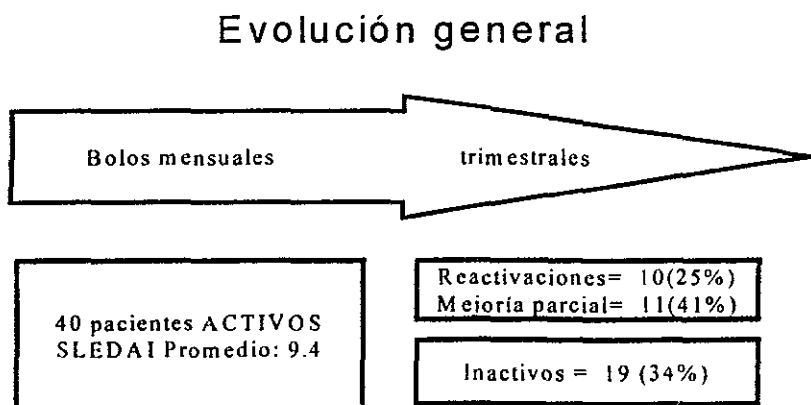 Evolución general
Bolos mensuales trimestrales
40 pacientes ACTIVOS
SLEDAI Promedio: 9.4
Reactivaciones= 10(25%)
Mejoría parcial= 11(41%)
Inactivos = 19 (34%)